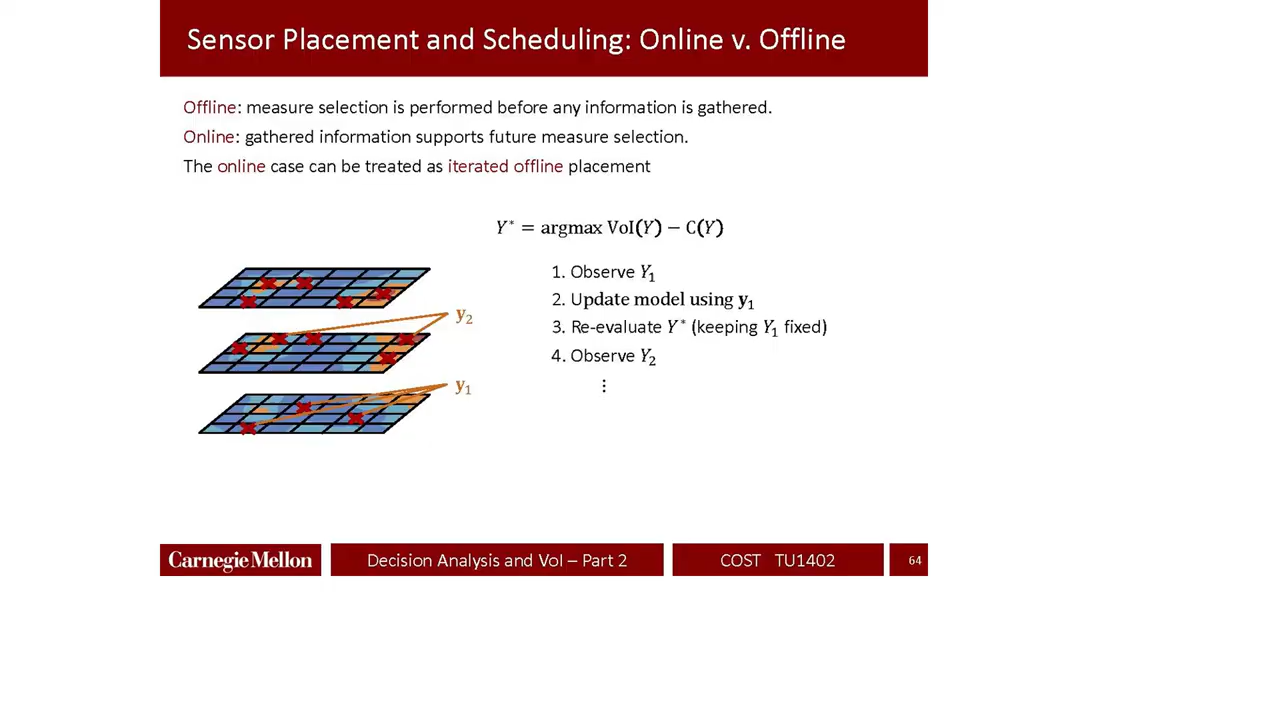 Sensor Placement and Scheduling: Online v. Offline
Offline: measure selection is performed before any information is gathered.
Online: gathered information supports future measure selection.
The online case can be treated as iterated offline placement
Y* = argmax VoI(Y) − C(Y)
1. Observe Y₁
2. Update model using y₁
3. Re-evaluate Y* (keeping Y₁ fixed)
4. Observe Y₂
⋮
y₂
y₁
Carnegie Mellon
Decision Analysis and VoI – Part 2
COST TU1402
64